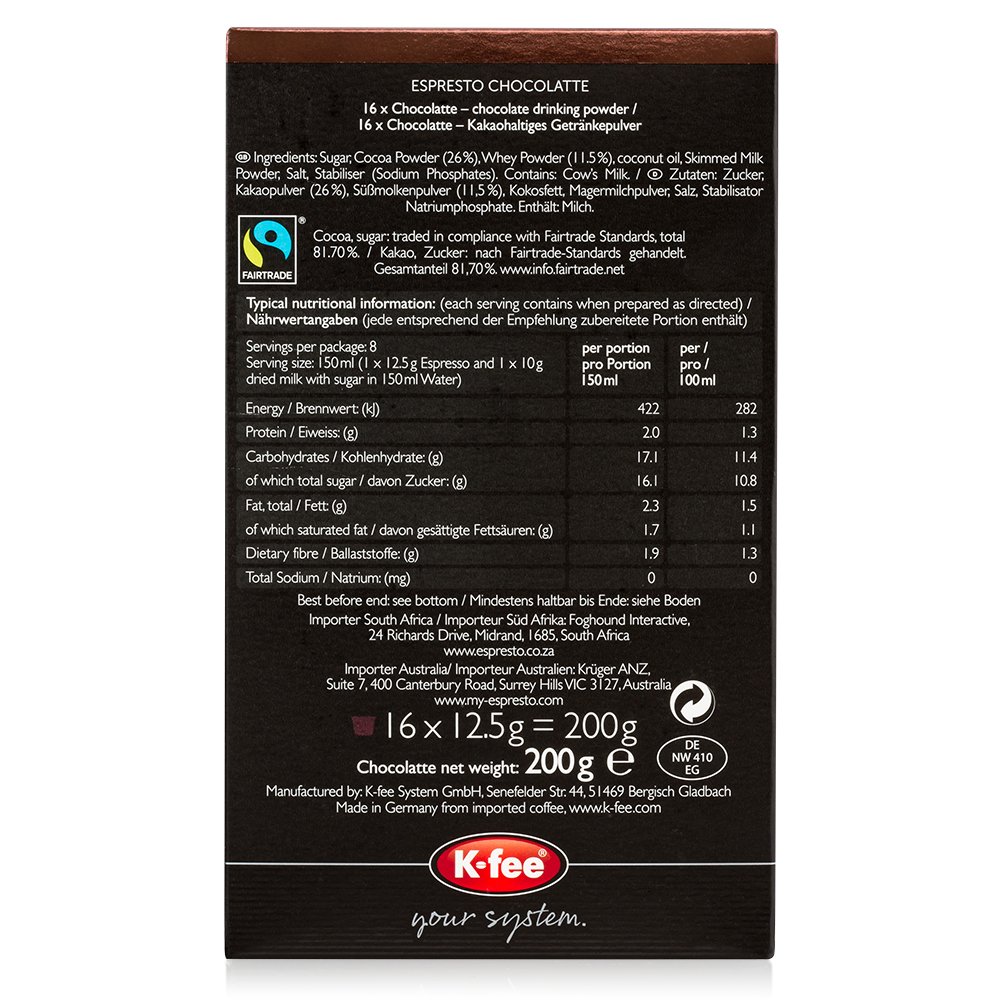 ESPRESTO CHOCOLATTE
16 x Chocolatte – chocolate drinking powder /
16 x Chocolatte – Kakaohaltiges Getränkepulver
GB Ingredients: Sugar, Cocoa Powder (26%), Whey Powder (11.5%), coconut oil, Skimmed Milk
Powder, Salt, Stabiliser (Sodium Phosphates). Contains: Cow's Milk. / D Zutaten: Zucker,
Kakaopulver (26%), Süßmolkenpulver (11,5%), Kokosfett, Magermilchpulver, Salz, Stabilisator
Natriumphosphate. Enthält: Milch.
FAIRTRADE
®
Cocoa, sugar: traded in compliance with Fairtrade Standards, total
81.70%. / Kakao, Zucker: nach Fairtrade-Standards gehandelt.
Gesamtanteil 81,70%. www.info.fairtrade.net
Typical nutritional information: (each serving contains when prepared as directed) /
Nährwertangaben (jede entsprechend der Empfehlung zubereitete Portion enthält)
Servings per package: 8
Serving size: 150ml (1 x 12.5g Espresso and 1 x 10g
dried milk with sugar in 150ml Water)
per portion
pro Portion
150ml
per /
pro /
100ml
Energy / Brennwert: (kJ) 422 282
Protein / Eiweiss: (g) 2.0 1.3
Carbohydrates / Kohlenhydrate: (g) 17.1 11.4
of which total sugar / davon Zucker: (g) 16.1 10.8
Fat, total / Fett: (g) 2.3 1.5
of which saturated fat / davon gesättigte Fettsäuren: (g) 1.7 1.1
Dietary fibre / Ballaststoffe: (g) 1.9 1.3
Total Sodium / Natrium: (mg) 0 0
Best before end: see bottom / Mindestens haltbar bis Ende: siehe Boden
Importer South Africa / Importeur Süd Afrika: Foghound Interactive,
24 Richards Drive, Midrand, 1685, South Africa
www.espresto.co.za
Importer Australia/ Importeur Australien: Krüger ANZ,
Suite 7, 400 Canterbury Road, Surrey Hills VIC 3127, Australia
www.my-espresto.com
16 x 12.5g = 200g
Chocolatte net weight: 200g e
DE
NW 410
EG
Manufactured by: K-fee System GmbH, Senefelder Str. 44, 51469 Bergisch Gladbach
Made in Germany from imported coffee, www.k-fee.com
K-fee®
your system.